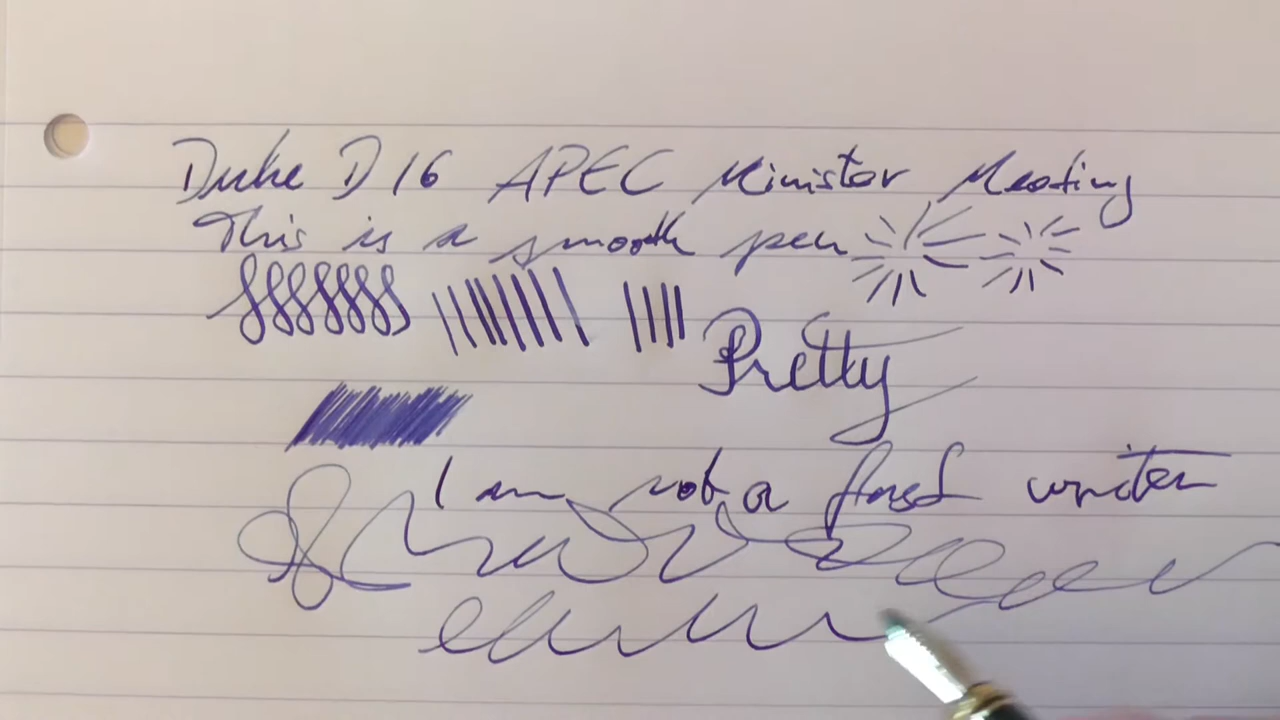 Duke D16 APEC Minister Meeting
This is a smooth pen
Pretty
I am not a fast writer